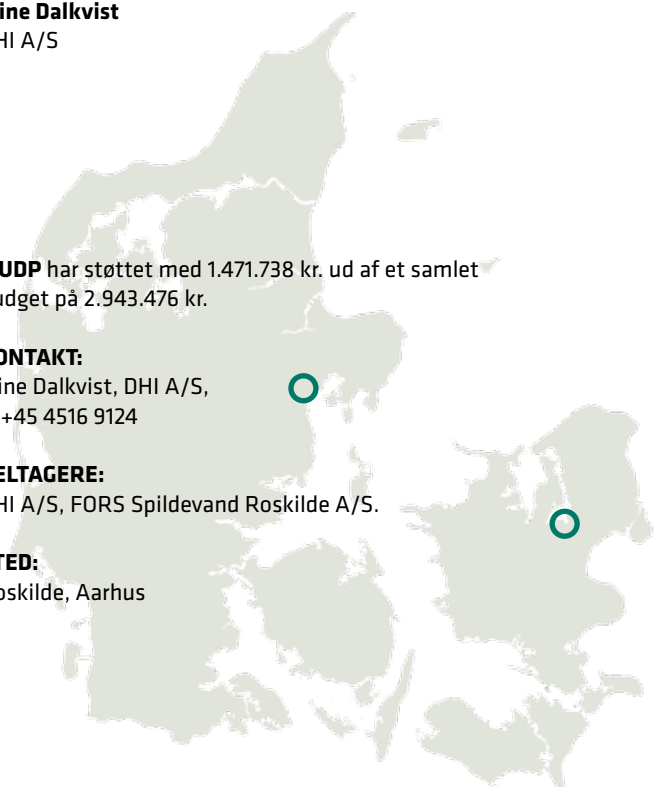 ine Dalkvist
HI A/S
UDP har støttet med 1.471.738 kr. ud af et samlet
udget på 2.943.476 kr.
ONTAKT:
ine Dalkvist, DHI A/S,
+45 4516 9124
ELTAGERE:
HI A/S, FORS Spildevand Roskilde A/S.
TED:
oskilde, Aarhus